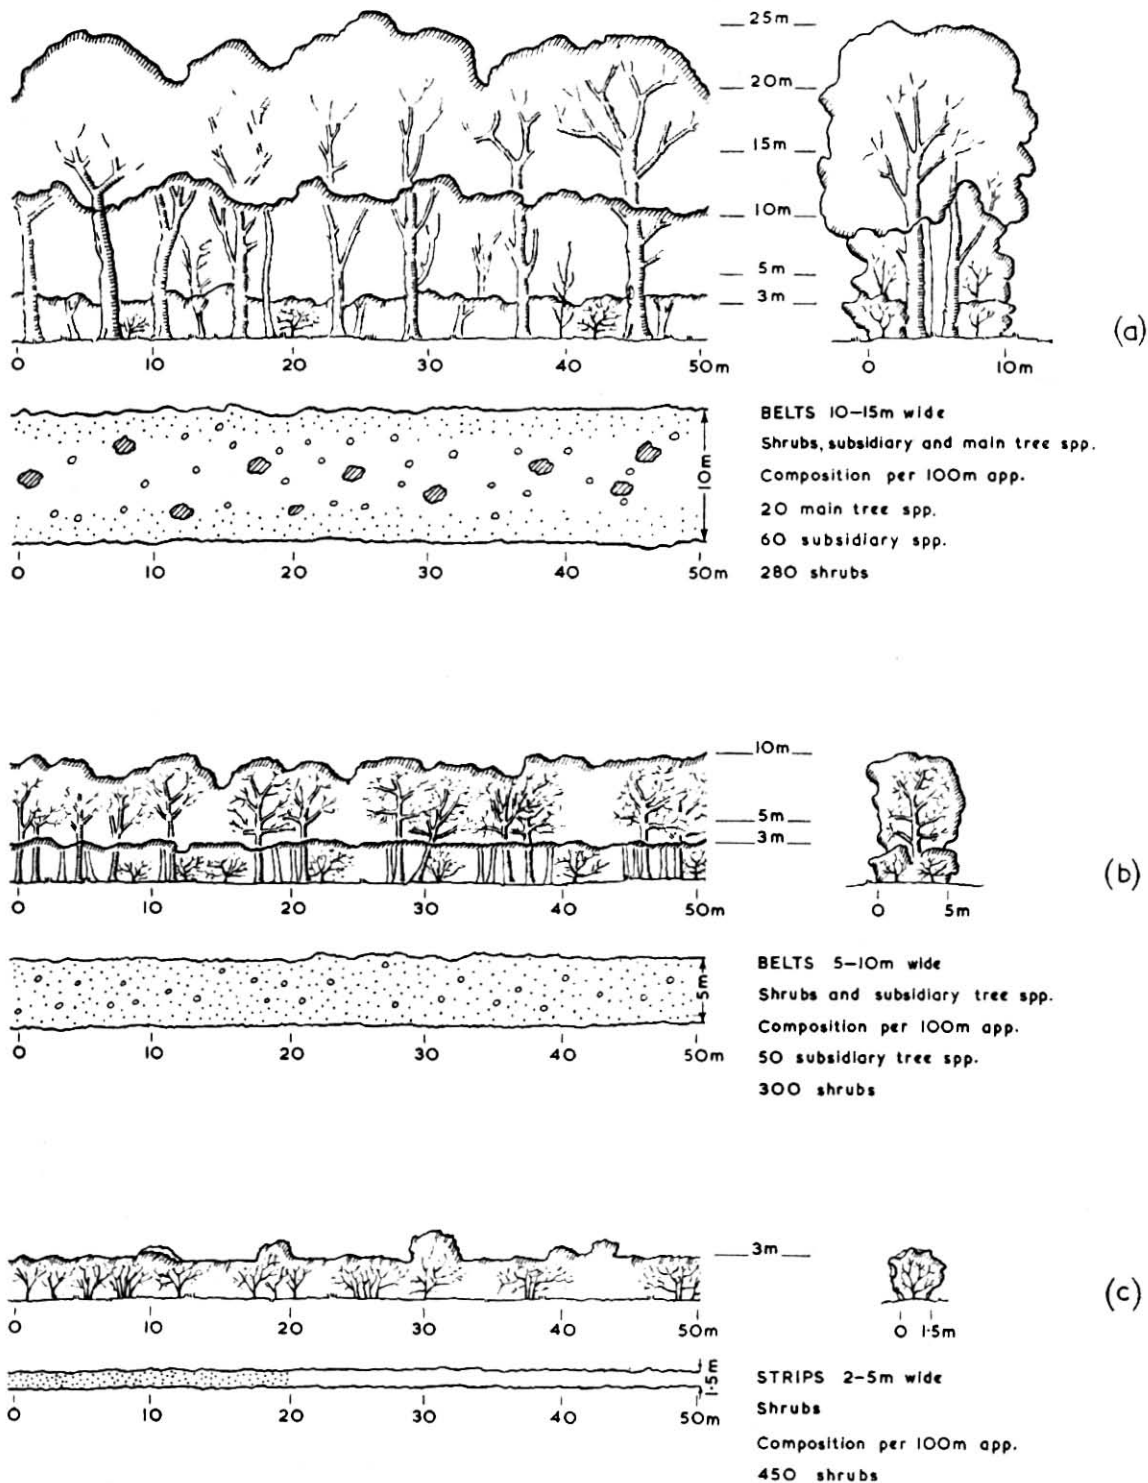 25m
20m
15m
10m
5m
3m
0 10 20 30 40 50m
0 10m
(a)
10m
0 10 20 30 40 50m
BELTS 10–15m wide
Shrubs, subsidiary and main tree spp.
Composition per 100m app.
20 main tree spp.
60 subsidiary spp.
280 shrubs
10m
5m
3m
0 10 20 30 40 50m
0 5m
(b)
5m
0 10 20 30 40 50m
BELTS 5–10m wide
Shrubs and subsidiary tree spp.
Composition per 100m app.
50 subsidiary tree spp.
300 shrubs
3m
0 10 20 30 40 50m
0 1·5m
(c)
1·5m
0 10 20 30 40 50m
STRIPS 2–5m wide
Shrubs
Composition per 100m app.
450 shrubs